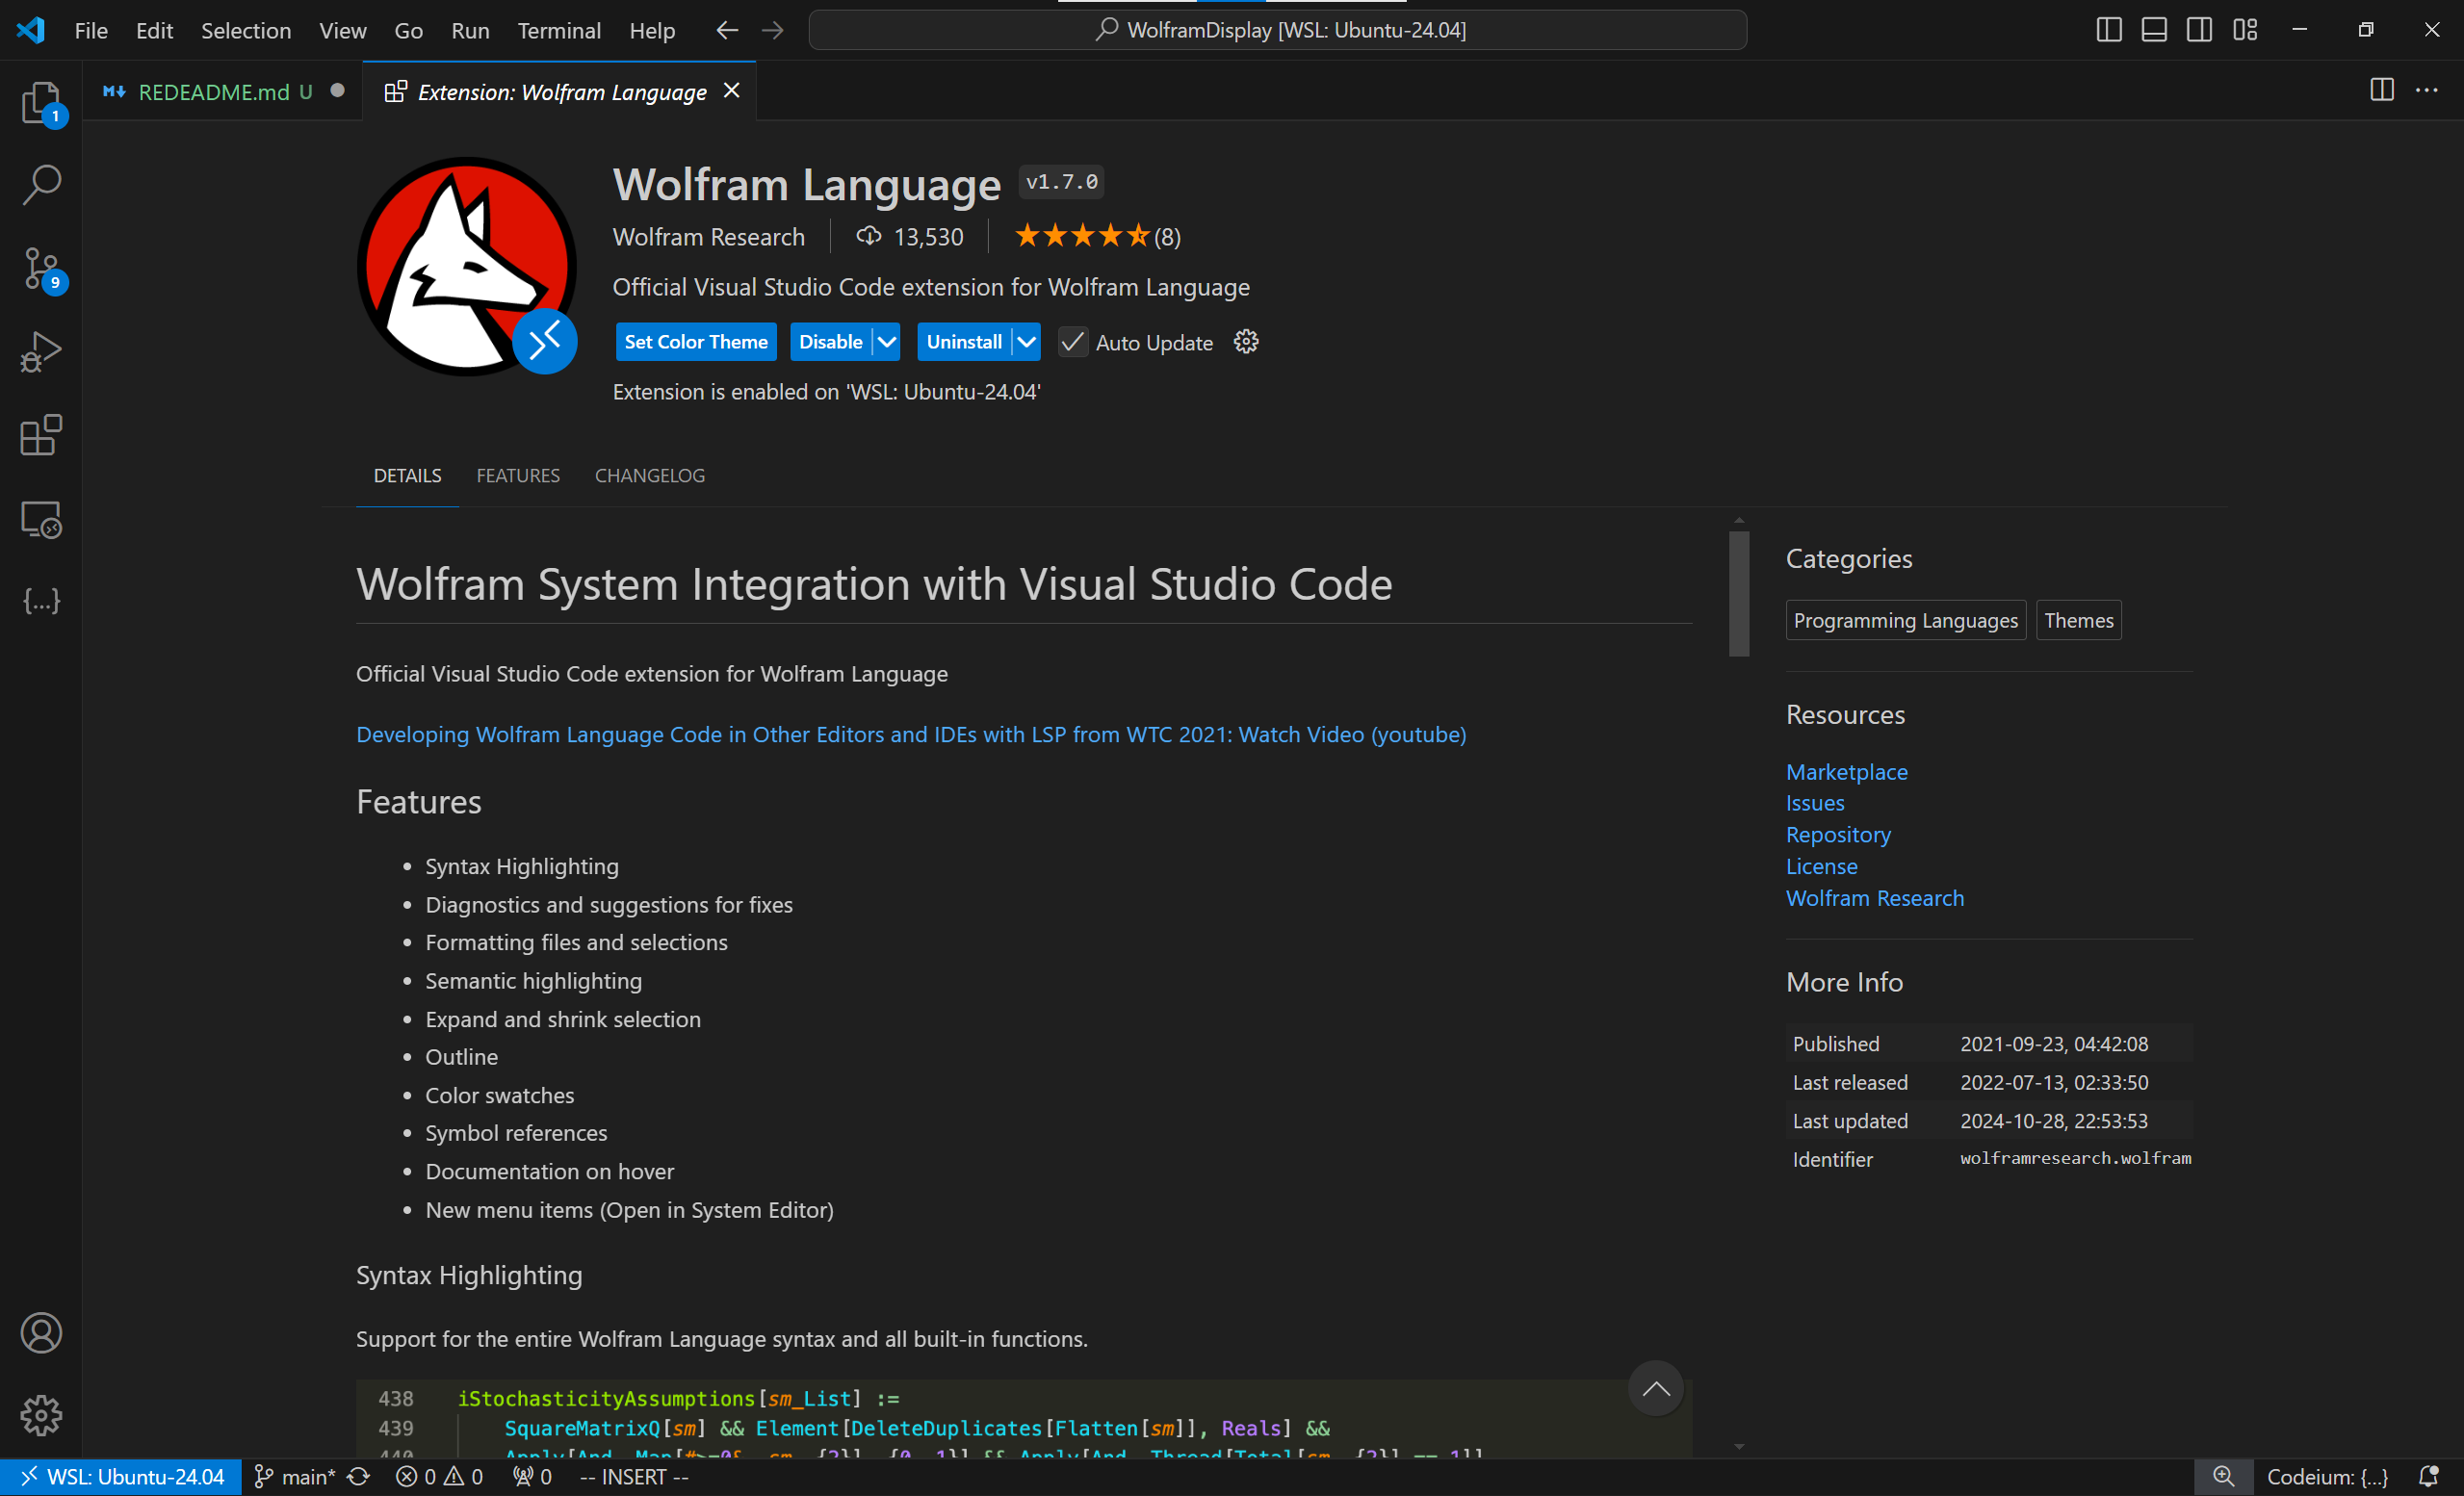 File Edit Selection View Go Run Terminal Help WolframDisplay [WSL: Ubuntu-24.04]
REDEADME.md U Extension: Wolfram Language
1
9
Wolfram Language v1.7.0
Wolfram Research 13,530 (8)
Official Visual Studio Code extension for Wolfram Language
Set Color Theme Disable Uninstall Auto Update
Extension is enabled on 'WSL: Ubuntu-24.04'
DETAILS FEATURES CHANGELOG
Wolfram System Integration with Visual Studio Code
Official Visual Studio Code extension for Wolfram Language
Developing Wolfram Language Code in Other Editors and IDEs with LSP from WTC 2021: Watch Video (youtube)
Features
• Syntax Highlighting
• Diagnostics and suggestions for fixes
• Formatting files and selections
• Semantic highlighting
• Expand and shrink selection
• Outline
• Color swatches
• Symbol references
• Documentation on hover
• New menu items (Open in System Editor)
Syntax Highlighting
Support for the entire Wolfram Language syntax and all built-in functions.
438 iStochasticityAssumptions[sm_List] :=
439 SquareMatrixQ[sm] && Element[DeleteDuplicates[Flatten[sm]], Reals] &&
Categories
Programming Languages Themes
Resources
Marketplace
Issues
Repository
License
Wolfram Research
More Info
Published 2021-09-23, 04:42:08
Last released 2022-07-13, 02:33:50
Last updated 2024-10-28, 22:53:53
Identifier wolframresearch.wolfram
WSL: Ubuntu-24.04 main* 0 0 0 -- INSERT -- Codeium: {...}